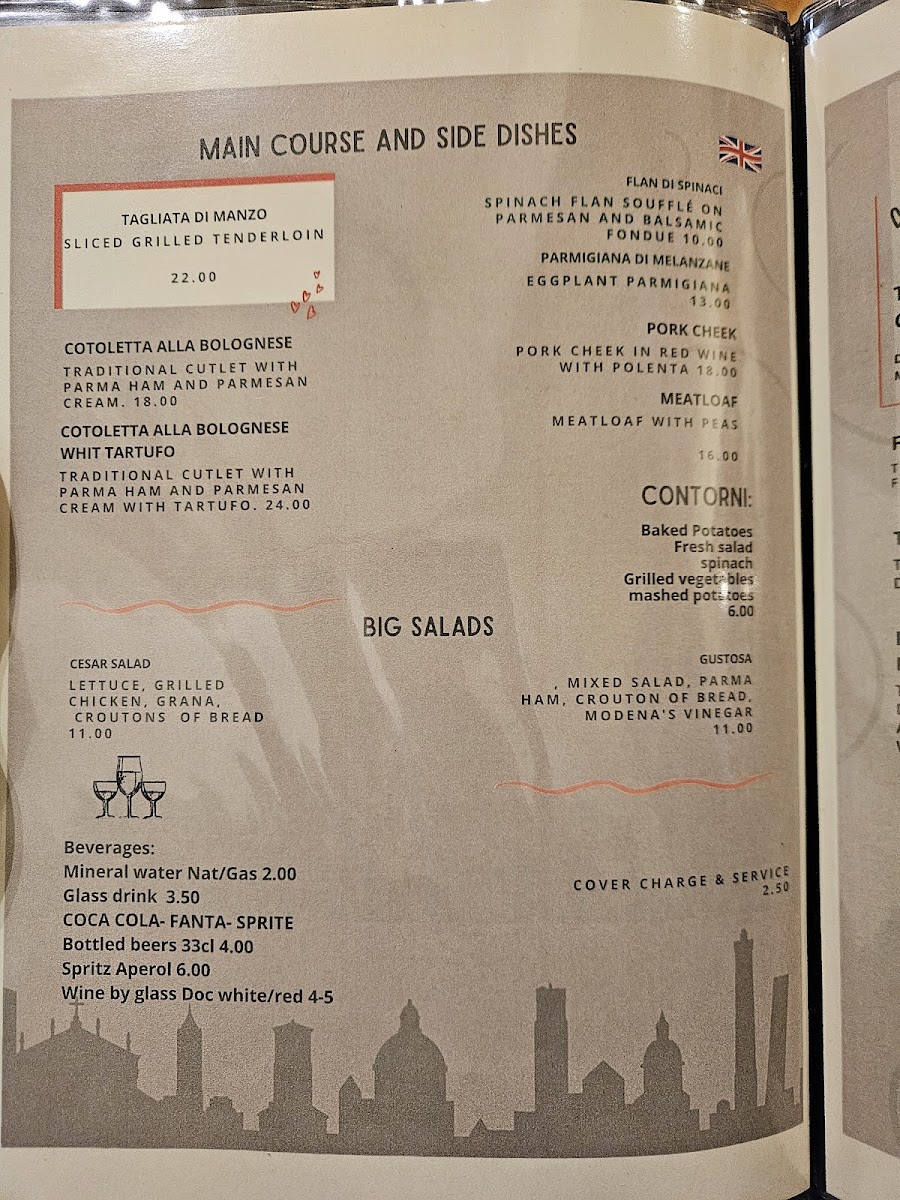 MAIN COURSE AND SIDE DISHES
TAGLIATA DI MANZO
SLICED GRILLED TENDERLOIN
22.00
COTOLETTA ALLA BOLOGNESE
TRADITIONAL CUTLET WITH
PARMA HAM AND PARMESAN
CREAM. 18.00
COTOLETTA ALLA BOLOGNESE
WHIT TARTUFO
TRADITIONAL CUTLET WITH
PARMA HAM AND PARMESAN
CREAM WITH TARTUFO. 24.00
FLAN DI SPINACI
SPINACH FLAN SOUFFLÉ ON
PARMESAN AND BALSAMIC
FONDUE 10.00
PARMIGIANA DI MELANZANE
EGGPLANT PARMIGIANA
13.00
PORK CHEEK
PORK CHEEK IN RED WINE
WITH POLENTA 18.00
MEATLOAF
MEATLOAF WITH PEAS
16.00
CONTORNI:
Baked Potatoes
Fresh salad
spinach
Grilled vegetables
mashed potatoes
6.00
BIG SALADS
CESAR SALAD
LETTUCE, GRILLED
CHICKEN, GRANA,
CROUTONS OF BREAD
11.00
GUSTOSA
, MIXED SALAD, PARMA
HAM, CROUTON OF BREAD,
MODENA'S VINEGAR
11.00
Beverages:
Mineral water Nat/Gas 2.00
Glass drink 3.50
COCA COLA- FANTA- SPRITE
Bottled beers 33cl 4.00
Spritz Aperol 6.00
Wine by glass Doc white/red 4-5
COVER CHARGE & SERVICE
2.50